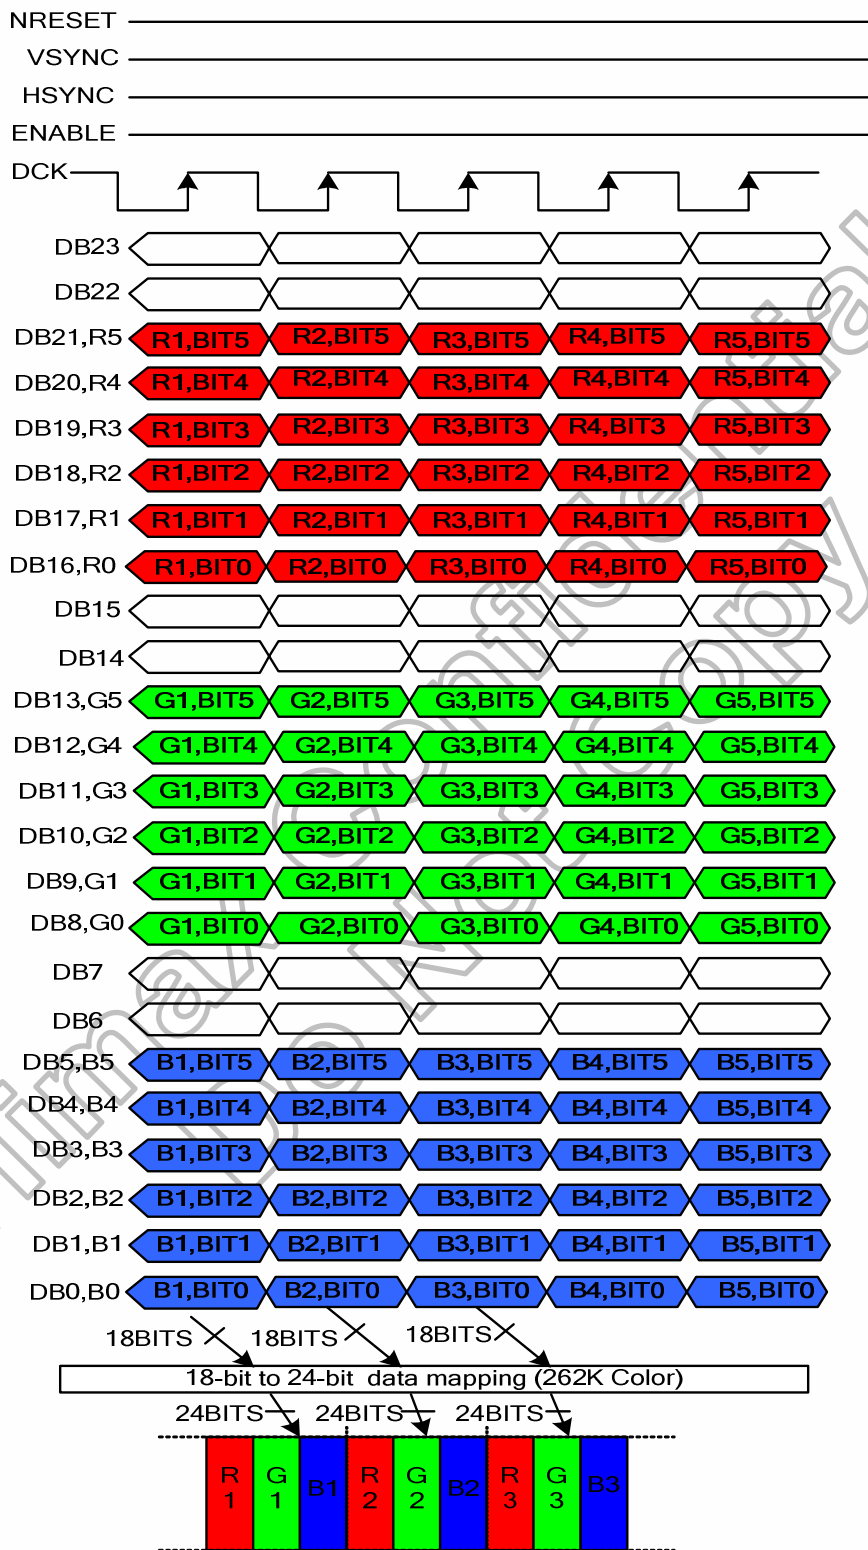 NRESET
VSYNC
HSYNC
ENABLE
DCK
DB23
DB22
DB21,R5 R1,BIT5 R2,BIT5 R3,BIT5 R4,BIT5 R5,BIT5
DB20,R4 R1,BIT4 R2,BIT4 R3,BIT4 R4,BIT4 R5,BIT4
DB19,R3 R1,BIT3 R2,BIT3 R3,BIT3 R4,BIT3 R5,BIT3
DB18,R2 R1,BIT2 R2,BIT2 R3,BIT2 R4,BIT2 R5,BIT2
DB17,R1 R1,BIT1 R2,BIT1 R3,BIT1 R4,BIT1 R5,BIT1
DB16,R0 R1,BIT0 R2,BIT0 R3,BIT0 R4,BIT0 R5,BIT0
DB15
DB14
DB13,G5 G1,BIT5 G2,BIT5 G3,BIT5 G4,BIT5 G5,BIT5
DB12,G4 G1,BIT4 G2,BIT4 G3,BIT4 G4,BIT4 G5,BIT4
DB11,G3 G1,BIT3 G2,BIT3 G3,BIT3 G4,BIT3 G5,BIT3
DB10,G2 G1,BIT2 G2,BIT2 G3,BIT2 G4,BIT2 G5,BIT2
DB9,G1 G1,BIT1 G2,BIT1 G3,BIT1 G4,BIT1 G5,BIT1
DB8,G0 G1,BIT0 G2,BIT0 G3,BIT0 G4,BIT0 G5,BIT0
DB7
DB6
DB5,B5 B1,BIT5 B2,BIT5 B3,BIT5 B4,BIT5 B5,BIT5
DB4,B4 B1,BIT4 B2,BIT4 B3,BIT4 B4,BIT4 B5,BIT4
DB3,B3 B1,BIT3 B2,BIT3 B3,BIT3 B4,BIT3 B5,BIT3
DB2,B2 B1,BIT2 B2,BIT2 B3,BIT2 B4,BIT2 B5,BIT2
DB1,B1 B1,BIT1 B2,BIT1 B3,BIT1 B4,BIT1 B5,BIT1
DB0,B0 B1,BIT0 B2,BIT0 B3,BIT0 B4,BIT0 B5,BIT0
18BITS 18BITS 18BITS
18-bit to 24-bit data mapping (262K Color)
24BITS 24BITS 24BITS
R1 G1 B1 R2 G2 B2 R3 G3 B3
imax Confidential
Do Not Copy